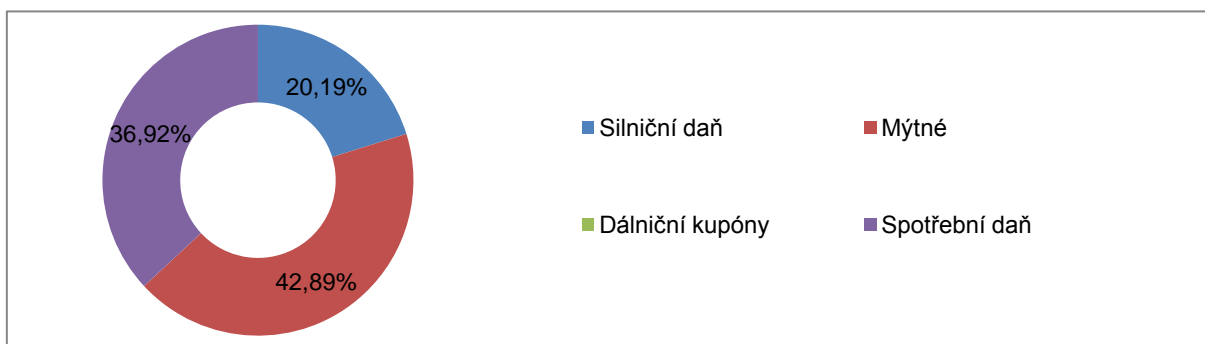 20,19%
36,92%
42,89%
Silniční daň
Mýtné
Dálniční kupóny
Spotřební daň